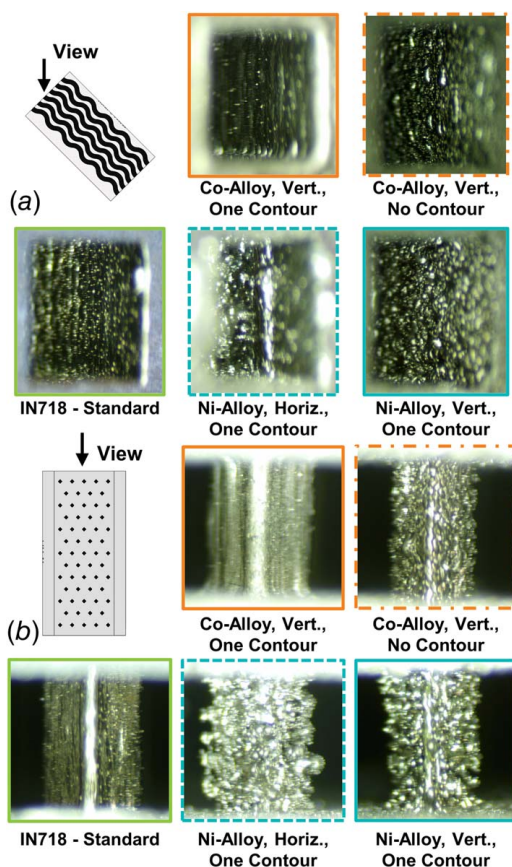 View
(a)
Co-Alloy, Vert.,
One Contour
Co-Alloy, Vert.,
No Contour
IN718 - Standard
Ni-Alloy, Horiz.,
One Contour
Ni-Alloy, Vert.,
One Contour
View
(b)
Co-Alloy, Vert.,
One Contour
Co-Alloy, Vert.,
No Contour
IN718 - Standard
Ni-Alloy, Horiz.,
One Contour
Ni-Alloy, Vert.,
One Contour